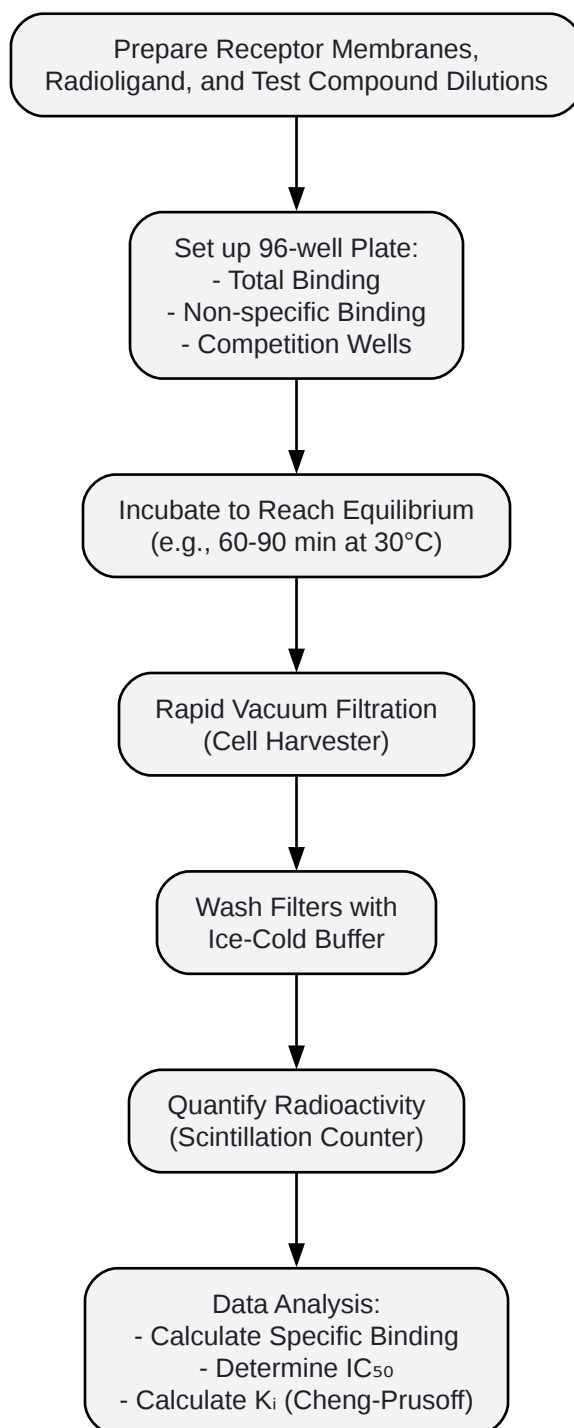 Prepare Receptor Membranes,
Radioligand, and Test Compound Dilutions
Set up 96-well Plate:
- Total Binding
- Non-specific Binding
- Competition Wells
Incubate to Reach Equilibrium
(e.g., 60-90 min at 30°C)
Rapid Vacuum Filtration
(Cell Harvester)
Wash Filters with
Ice-Cold Buffer
Quantify Radioactivity
(Scintillation Counter)
Data Analysis:
- Calculate Specific Binding
- Determine IC₅₀
- Calculate Kᵢ (Cheng-Prusoff)